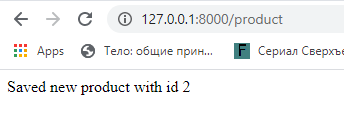 127.0.0.1:8000/product
Apps Тело: общие прин... F Сериал Сверхъе
Saved new product with id 2